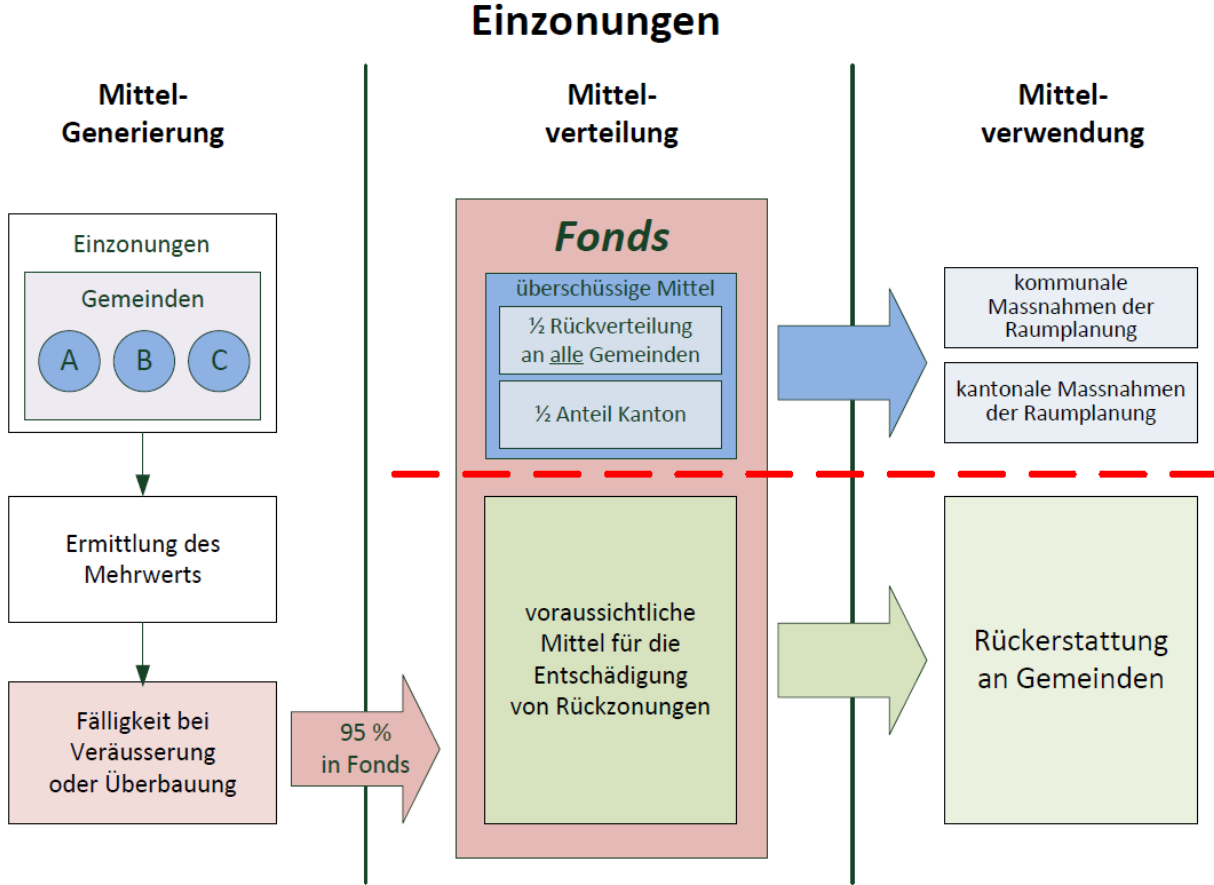 Einzonungen
Mittel-
Generierung
Mittel-
verteilung
Mittel-
verwendung
Einzonungen
Gemeinden
A
B
C
Ermittlung des
Mehrwerts
Fälligkeit bei
Veräusserung
oder Überbauung
95 %
in Fonds
Fonds
überschüssige Mittel
½ Rückverteilung
an alle Gemeinden
½ Anteil Kanton
voraussichtliche
Mittel für die
Entschädigung
von Rückzonungen
kommunale
Massnahmen der
Raumplanung
kantonale Massnahmen
der Raumplanung
Rückerstattung
an Gemeinden